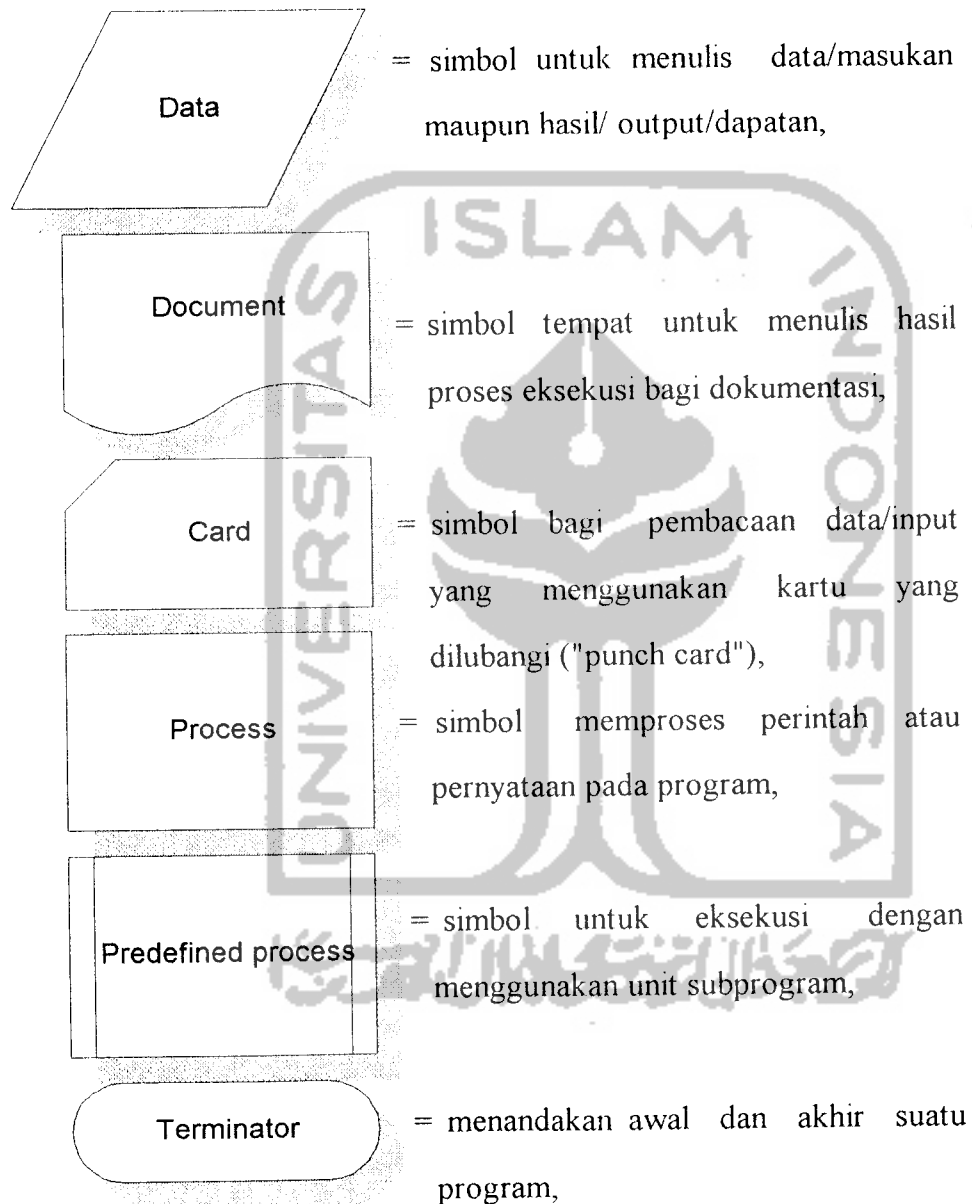 Data
= simbol untuk menulis data/masukan
maupun hasil/ output/dapatan,
Document
= simbol tempat untuk menulis hasil
proses eksekusi bagi dokumentasi,
Card
= simbol bagi pembacaan data/input
yang menggunakan kartu yang
dilubangi ("punch card"),
Process
= simbol memproses perintah atau
pernyataan pada program,
Predefined process
= simbol untuk eksekusi dengan
menggunakan unit subprogram,
Terminator
= menandakan awal dan akhir suatu
program,
UNIVERSITAS
ISLAM
INDONESIA